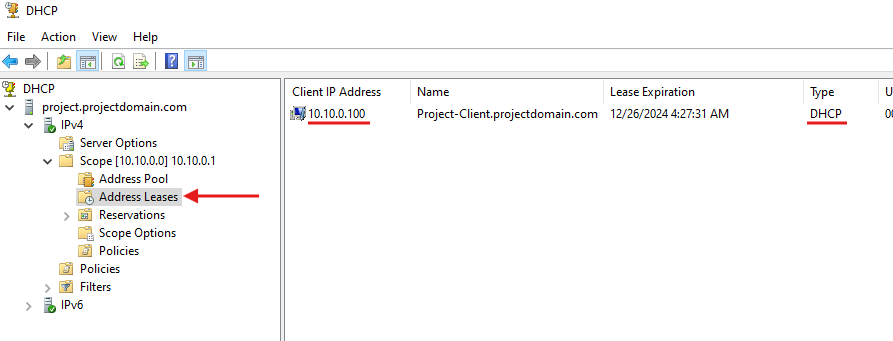 DHCP
File Action View Help
DHCP
project.projectdomain.com
IPv4
Server Options
Scope [10.10.0.0] 10.10.0.1
Address Pool
Address Leases
Reservations
Scope Options
Policies
Policies
Filters
IPv6
Client IP Address Name Lease Expiration Type
10.10.0.100 Project-Client.projectdomain.com 12/26/2024 4:27:31 AM DHCP